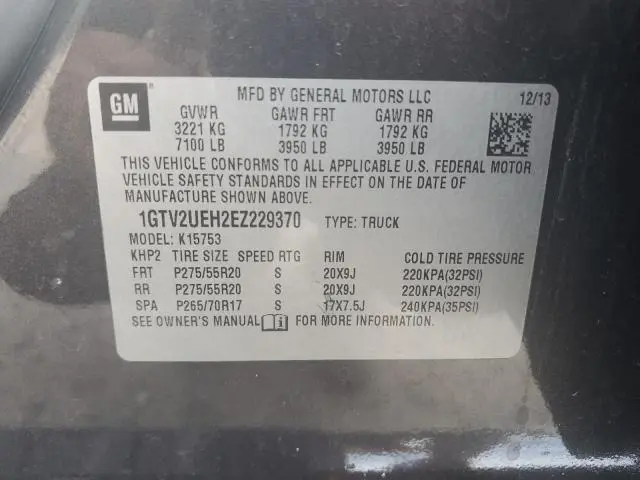 GM
MFD BY GENERAL MOTORS LLC 12/13
GVWR GAWR FRT GAWR RR
3221 KG 1792 KG 1792 KG
7100 LB 3950 LB 3950 LB
THIS VEHICLE CONFORMS TO ALL APPLICABLE U.S. FEDERAL MOTOR
VEHICLE SAFETY STANDARDS IN EFFECT ON THE DATE OF
MANUFACTURE SHOWN ABOVE.
1GTV2UEH2EZ229370 TYPE: TRUCK
MODEL: K15753
KHP2 TIRE SIZE SPEED RTG RIM COLD TIRE PRESSURE
FRT P275/55R20 S 20X9J 220KPA(32PSI)
RR P275/55R20 S 20X9J 220KPA(32PSI)
SPA P265/70R17 S 17X7.5J 240KPA(35PSI)
SEE OWNER'S MANUAL FOR MORE INFORMATION.